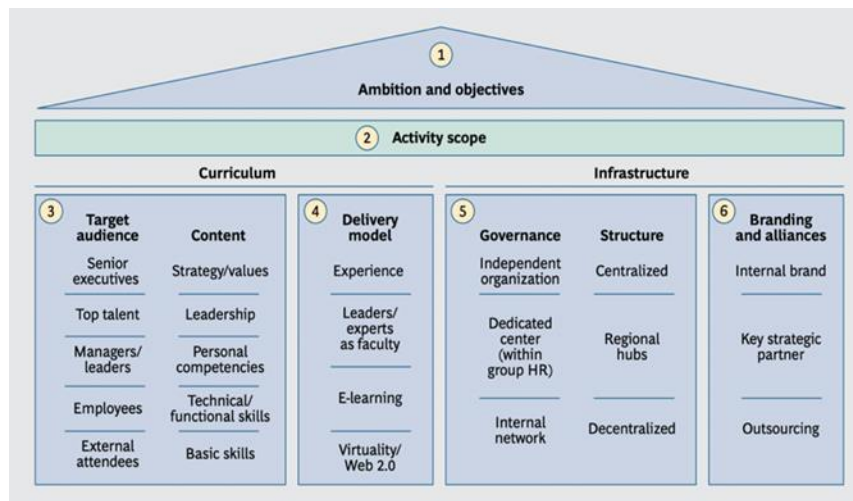 1
Ambition and objectives
2 Activity scope
Curriculum
Infrastructure
3
Target
audience
Content
Senior
executives
Strategy/values
Top talent
Leadership
Managers/
leaders
Personal
competencies
Employees
Technical/
functional skills
External
attendees
Basic skills
4
Delivery
model
Experience
Leaders/
experts
as faculty
E-learning
Virtuality/
Web 2.0
5
Governance
Structure
Independent
organization
Centralized
Dedicated
center
(within
group HR)
Regional
hubs
Internal
network
Decentralized
6
Branding
and alliances
Internal brand
Key strategic
partner
Outsourcing